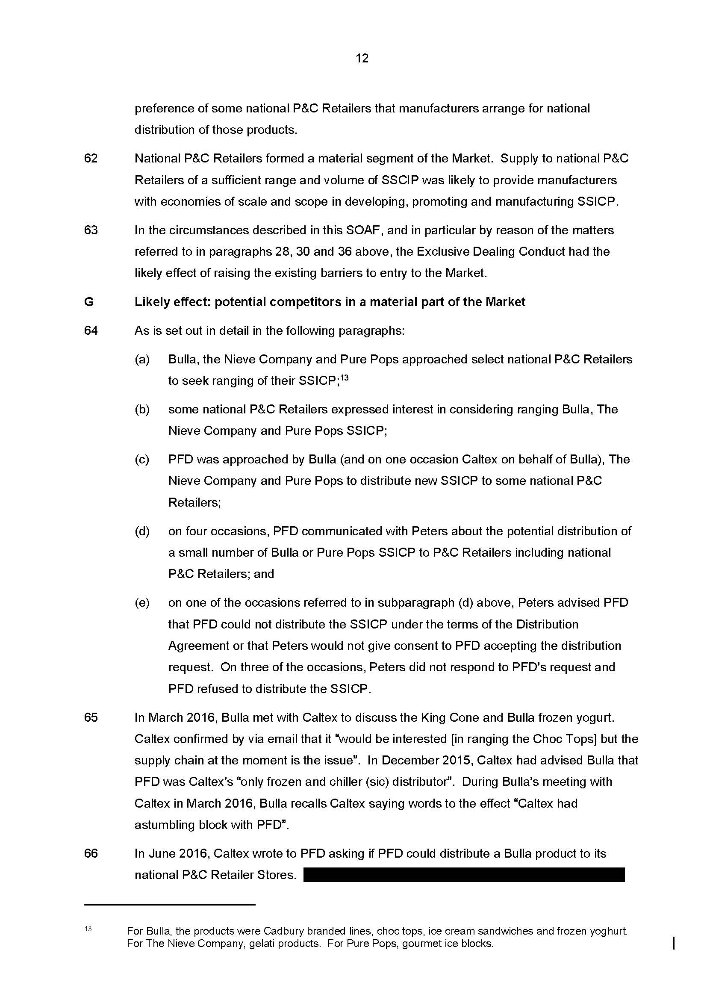 12
preference of some national P&C Retailers that manufacturers arrange for national
distribution of those products.
62 National P&C Retailers formed a material segment of the Market.  Supply to national P&C
Retailers of a sufficient range and volume of SSCIP was likely to provide manufacturers
with economies of scale and scope in developing, promoting and manufacturing SSICP.
63 In the circumstances described in this SOAF, and in particular by reason of the matters
referred to in paragraphs 28, 30 and 36 above, the Exclusive Dealing Conduct had the
likely effect of raising the existing barriers to entry to the Market.
G Likely effect: potential competitors in a material part of the Market
64 As is set out in detail in the following paragraphs:
(a) Bulla, the Nieve Company and Pure Pops approached select national P&C Retailers
to seek ranging of their SSICP;13
(b) some national P&C Retailers expressed interest in considering ranging Bulla, The
Nieve Company and Pure Pops SSICP;
(c) PFD was approached by Bulla (and on one occasion Caltex on behalf of Bulla), The
Nieve Company and Pure Pops to distribute new SSICP to some national P&C
Retailers;
(d) on four occasions, PFD communicated with Peters about the potential distribution of
a small number of Bulla or Pure Pops SSICP to P&C Retailers including national
P&C Retailers; and
(e) on one of the occasions referred to in subparagraph (d) above, Peters advised PFD
that PFD could not distribute the SSICP under the terms of the Distribution
Agreement or that Peters would not give consent to PFD accepting the distribution
request.  On three of the occasions, Peters did not respond to PFD's request and
PFD refused to distribute the SSICP.
65 In March 2016, Bulla met with Caltex to discuss the King Cone and Bulla frozen yogurt.
Caltex confirmed by via email that it "would be interested [in ranging the Choc Tops] but the
supply chain at the moment is the issue".  In December 2015, Caltex had advised Bulla that
PFD was Caltex's "only frozen and chiller (sic) distributor".  During Bulla's meeting with
Caltex in March 2016, Bulla recalls Caltex saying words to the effect "Caltex had
astumbling block with PFD".
66 In June 2016, Caltex wrote to PFD asking if PFD could distribute a Bulla product to its
national P&C Retailer Stores.
13 For Bulla, the products were Cadbury branded lines, choc tops, ice cream sandwiches and frozen yoghurt.
For The Nieve Company, gelati products.  For Pure Pops, gourmet ice blocks.